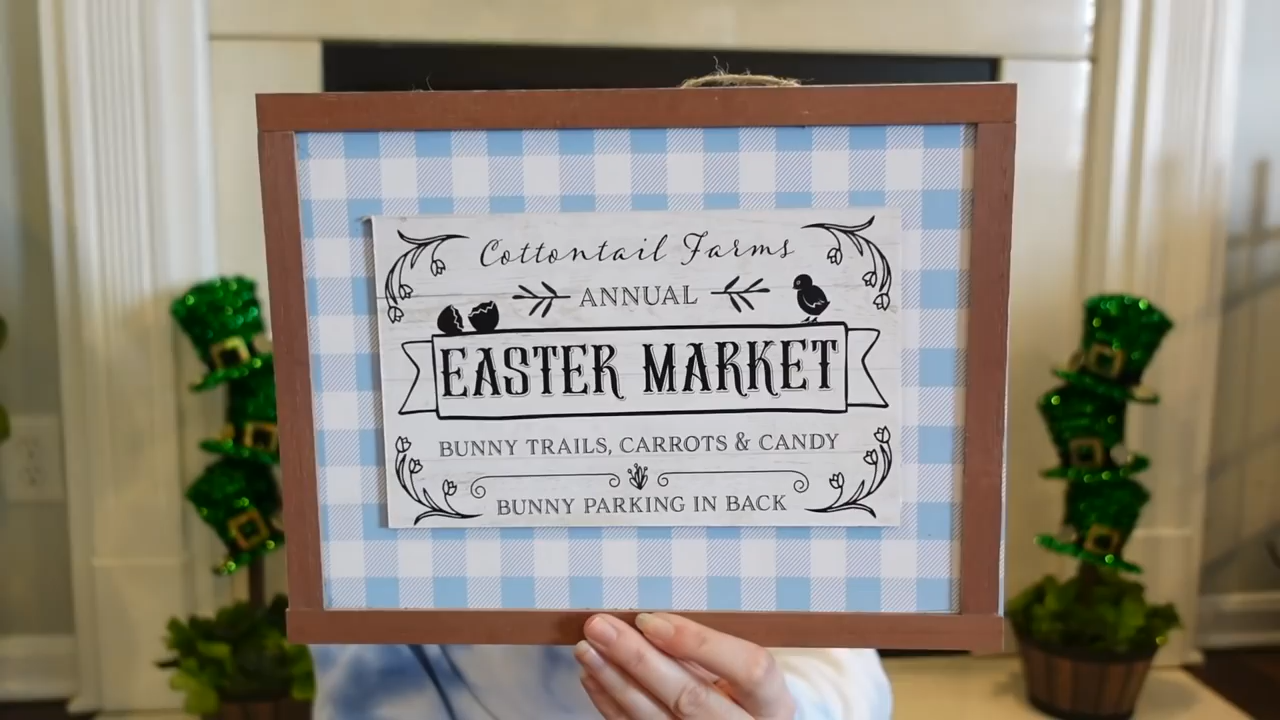 Cottontail Farms
ANNUAL
EASTER MARKET
BUNNY TRAILS, CARROTS & CANDY
BUNNY PARKING IN BACK